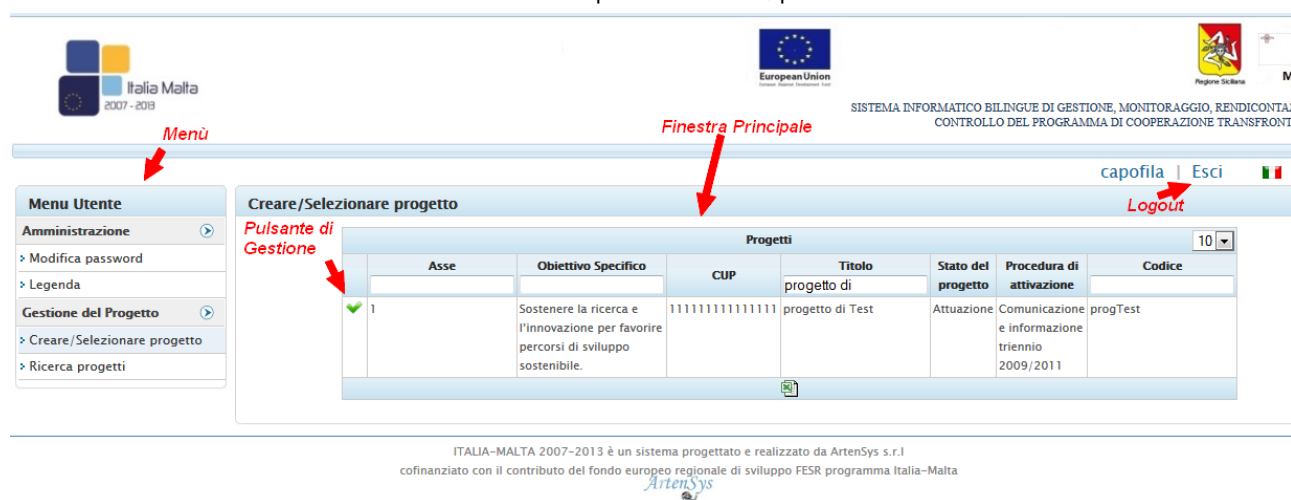 Italia Malta
2007 - 2013
European Union
Regione Siciliana
M
SISTEMA INFORMATICO BILINGUE DI GESTIONE, MONITORAGGIO, RENDICONTA
CONTROLLO DEL PROGRAMMA DI COOPERAZIONE TRANSFRONT
Menù
Finestra Principale
capofila | Esci
Logout
Menu Utente
Amministrazione
Modifica password
Legenda
Gestione del Progetto
Creare/Selezionare progetto
Ricerca progetti
Creare/Selezionare progetto
Pulsante di
Gestione
Progetti
10
Asse
Obiettivo Specifico
CUP
Titolo
progetto di
Stato del
progetto
Procedura di
attivazione
Codice
1
Sostenere la ricerca e
l'innovazione per favorire
percorsi di sviluppo
sostenibile.
111111111111111
progetto di Test
Attuazione
Comunicazione
e informazione
triennio
2009/2011
progTest
ITALIA-MALTA 2007-2013 è un sistema progettato e realizzato da ArtenSys s.r.l
cofinanziato con il contributo del fondo europeo regionale di sviluppo FESR programma Italia-Malta
ArtenSys